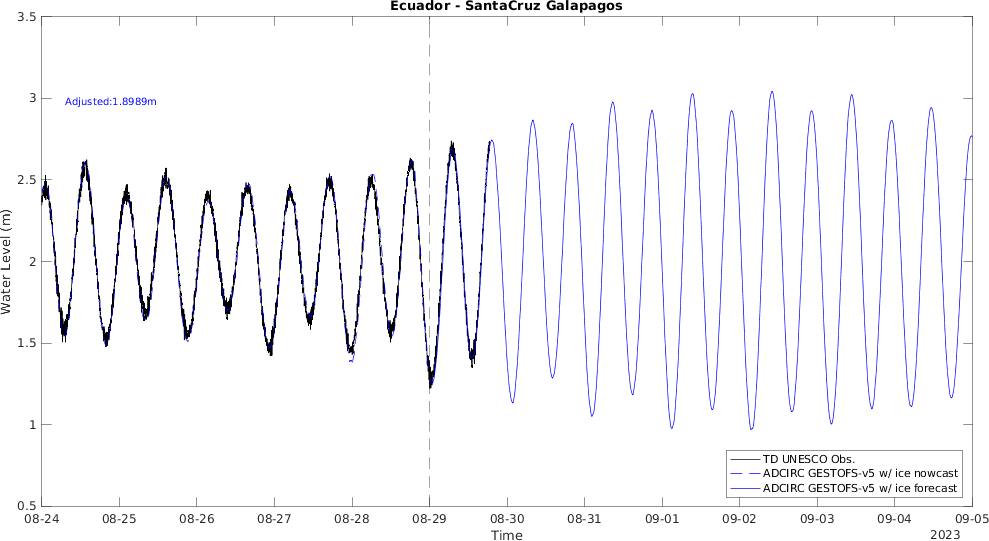 Ecuador - SantaCruz Galapagos
3.5
3
2.5
2
1.5
1
0.5
Water Level (m)
Adjusted:1.8989m
TD UNESCO Obs.
ADCIRC GESTOFS-v5 w/ ice nowcast
ADCIRC GESTOFS-v5 w/ ice forecast
08-24 08-25 08-26 08-27 08-28 08-29 08-30 08-31 09-01 09-02 09-03 09-04 09-05
Time
2023